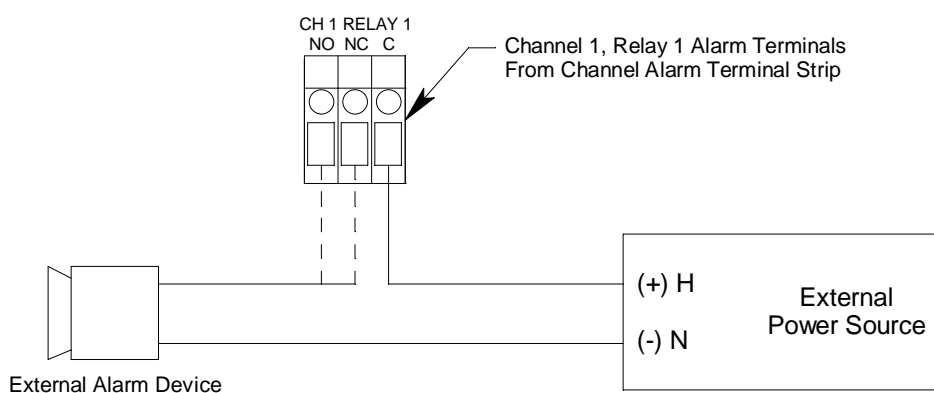 CH 1 RELAY 1
NO NC C
Channel 1, Relay 1 Alarm Terminals
From Channel Alarm Terminal Strip
(+) H
External
Power Source
(-) N
External Alarm Device